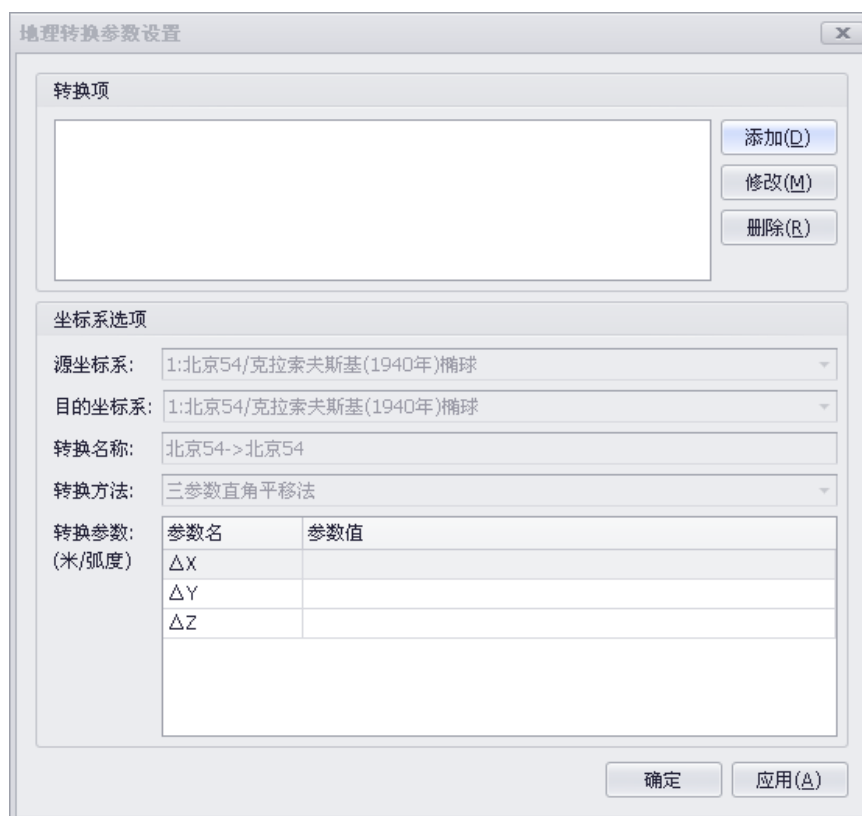 地理转换参数设置
转换项
添加(D)
修改(M)
删除(R)
坐标系选项
源坐标系: 1:北京54/克拉索夫斯基(1940年)椭球
目的坐标系: 1:北京54/克拉索夫斯基(1940年)椭球
转换名称: 北京54->北京54
转换方法: 三参数直角平移法
转换参数: 参数名 参数值
(米/弧度) △X
△Y
△Z
确定 应用(A)